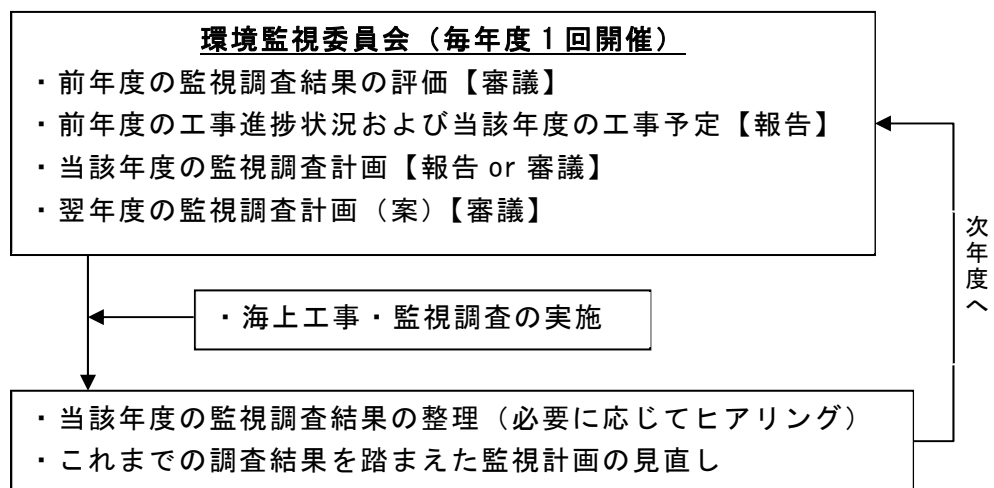 環境監視委員会（毎年度1回開催）
・前年度の監視調査結果の評価【審議】
・前年度の工事進捗状況および当該年度の工事予定【報告】
・当該年度の監視調査計画【報告 or 審議】
・翌年度の監視調査計画（案）【審議】
次年度へ
・海上工事・監視調査の実施
・当該年度の監視調査結果の整理（必要に応じてヒアリング）
・これまでの調査結果を踏まえた監視計画の見直し